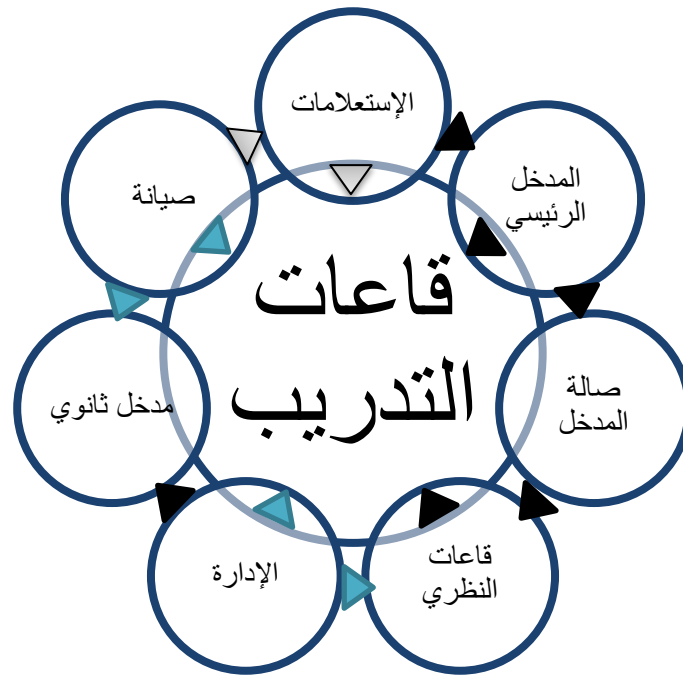 الإستعلامات
المدخل
الرئيسي
صيانة
قاعات
التدريب
صالة
المدخل
مدخل ثانوي
قاعات
النظري
الإدارة